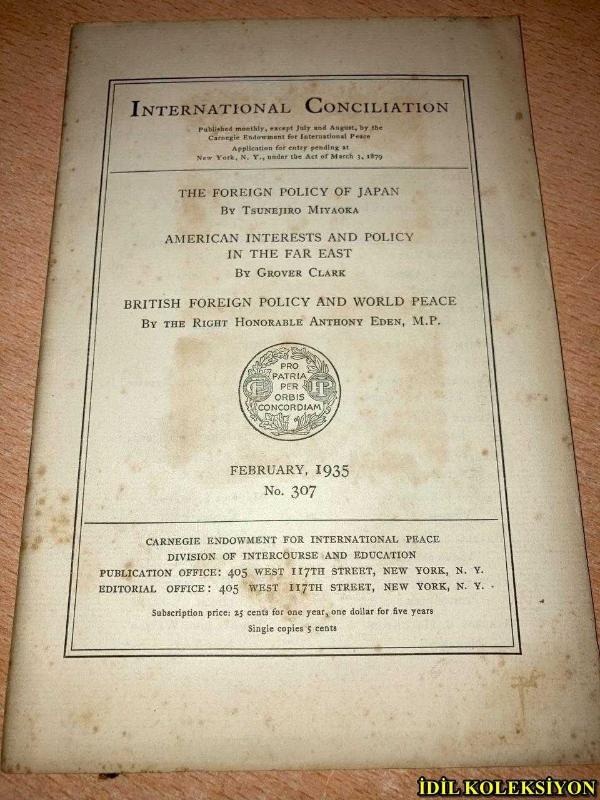 INTERNATIONAL CONCILIATION
Published monthly, except July and August, by the
Carnegie Endowment for International Peace
Application for entry pending at
New York, N. Y., under the Act of March 3, 1879
THE FOREIGN POLICY OF JAPAN
BY TSUNEJIRO MIYAOKA
AMERICAN INTERESTS AND POLICY
IN THE FAR EAST
BY GROVER CLARK
BRITISH FOREIGN POLICY AND WORLD PEACE
BY THE RIGHT HONORABLE ANTHONY EDEN, M.P.
PRO
PATRIA
PER
ORBIS
CONCORDIAM
FEBRUARY, 1935
No. 307
CARNEGIE ENDOWMENT FOR INTERNATIONAL PEACE
DIVISION OF INTERCOURSE AND EDUCATION
PUBLICATION OFFICE: 405 WEST 117TH STREET, NEW YORK, N. Y.
EDITORIAL OFFICE: 405 WEST 117TH STREET, NEW YORK, N. Y.
Subscription price: 25 cents for one year, one dollar for five years
Single copies 5 cents
İDİL KOLEKSİYON